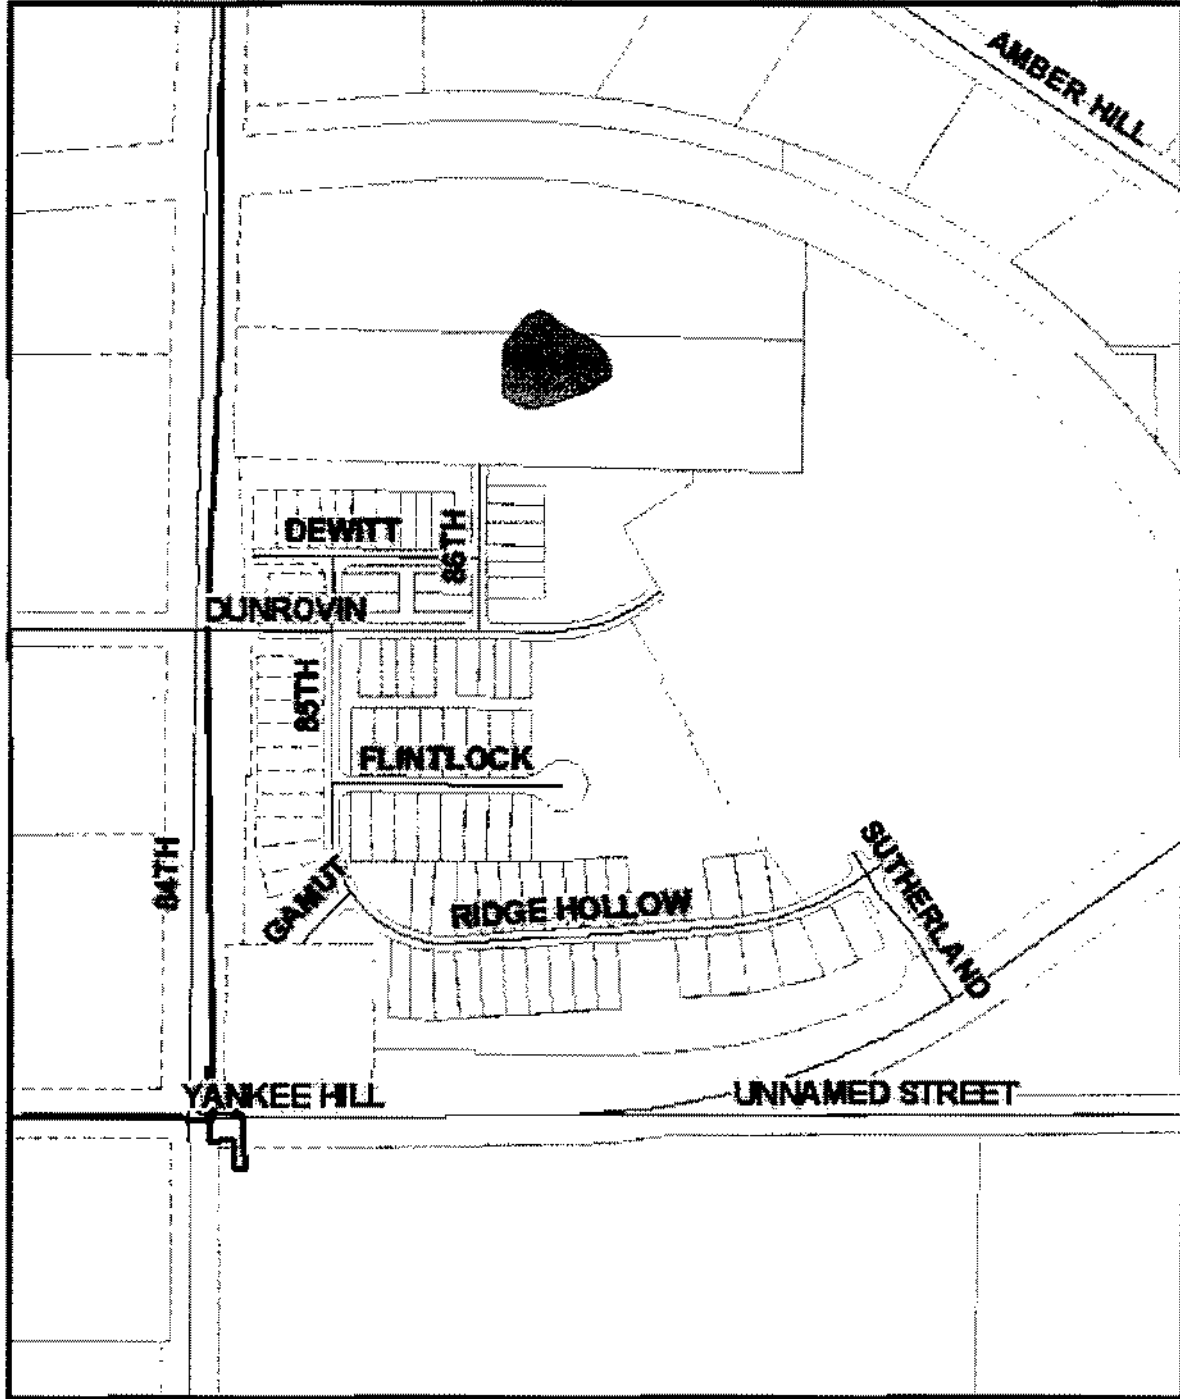 AMBER HILL
DEWITT
86TH
DUNROVIN
85TH
FLINTLOCK
84TH
GAMUT
RIDGE HOLLOW
SUTHERLAND
YANKEE HILL
UNNAMED STREET